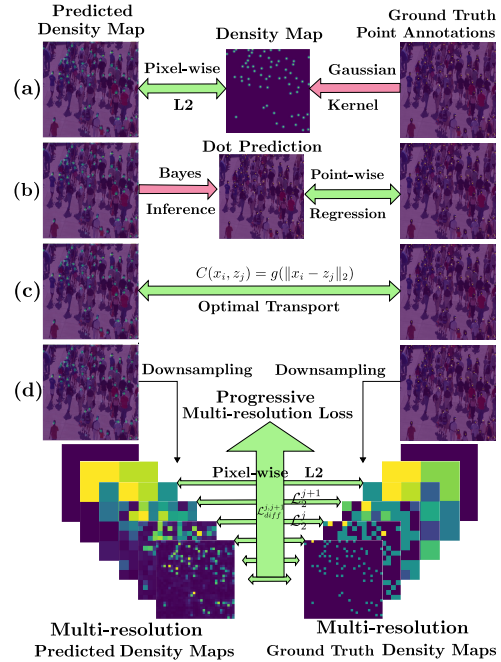 Predicted
Density Map
Density Map
Ground Truth
Point Annotations
(a)
Pixel-wise
L2
Gaussian
Kernel
Dot Prediction
(b)
Bayes
Inference
Point-wise
Regression
(c)
C(x_i, z_j) = g(‖x_i − z_j‖_2)
Optimal Transport
(d)
Downsampling
Downsampling
Progressive
Multi-resolution Loss
Pixel-wise L2
ℒ_2^{j+1}
ℒ_{diff}^{j,j+1}
ℒ_2^j
Multi-resolution
Predicted Density Maps
Multi-resolution
Ground Truth Density Maps